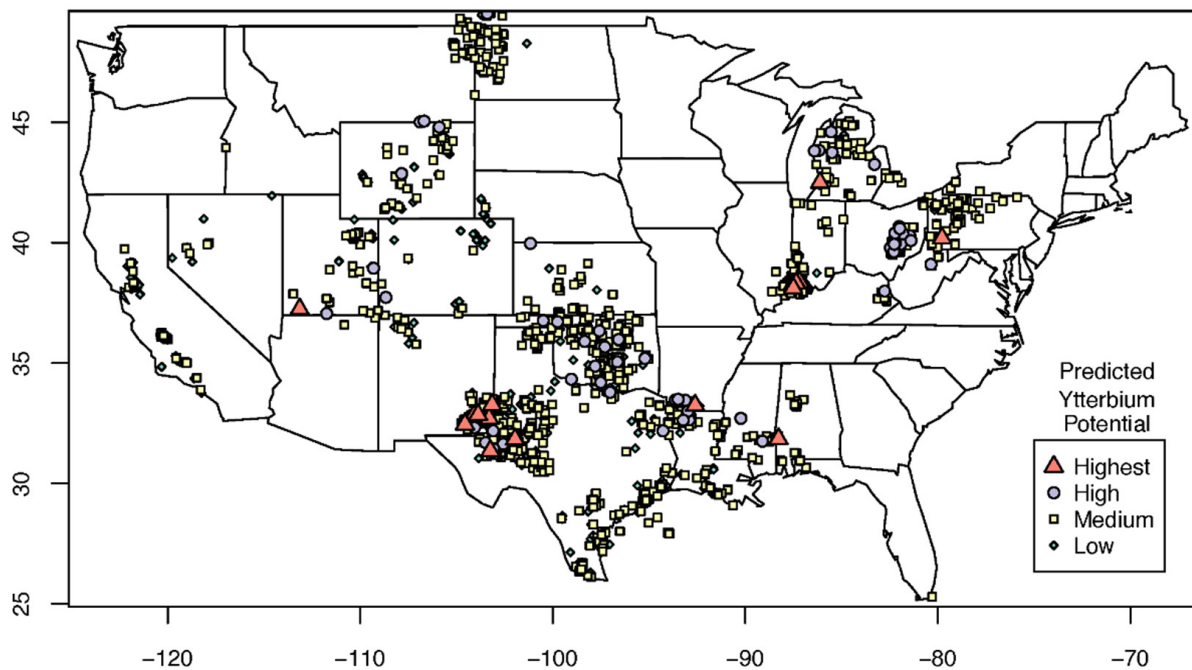 45
40
35
30
25
Predicted
Ytterbium
Potential
Highest
High
Medium
Low
−120
−110
−100
−90
−80
−70